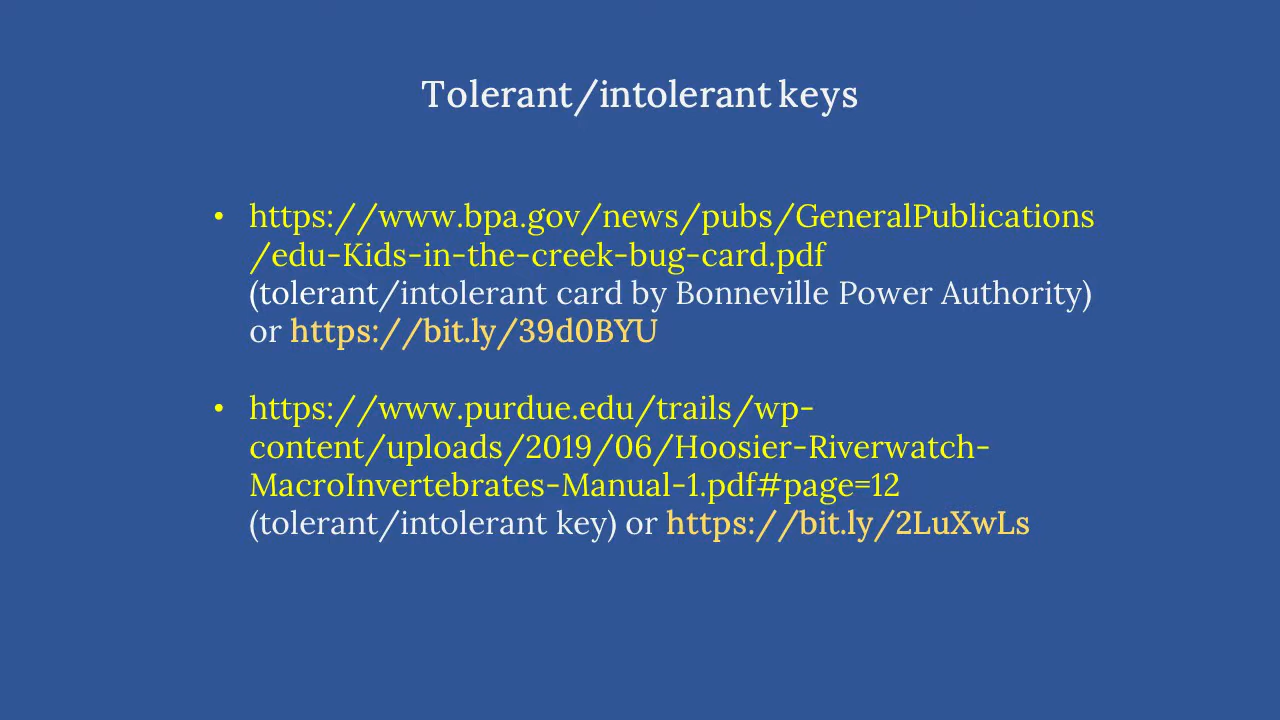 Tolerant/intolerant keys
• https://www.bpa.gov/news/pubs/GeneralPublications
/edu-Kids-in-the-creek-bug-card.pdf
(tolerant/intolerant card by Bonneville Power Authority)
or https://bit.ly/39d0BYU
• https://www.purdue.edu/trails/wp-
content/uploads/2019/06/Hoosier-Riverwatch-
MacroInvertebrates-Manual-1.pdf#page=12
(tolerant/intolerant key) or https://bit.ly/2LuXwLs